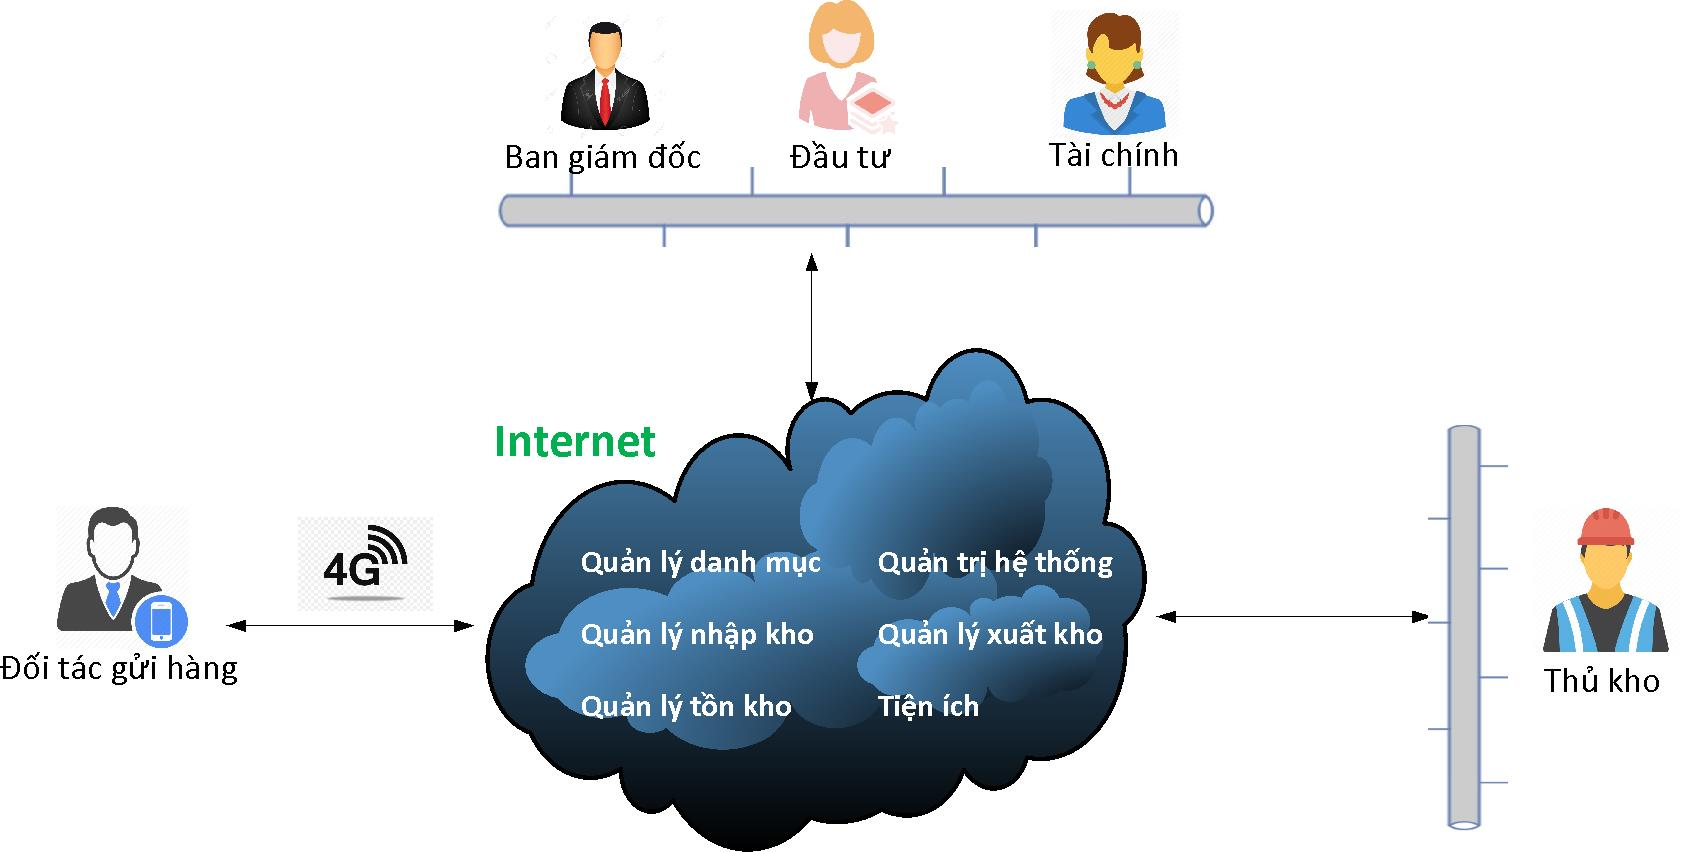 Ban giám đốc
Đầu tư
Tài chính
Internet
4G
Đối tác gửi hàng
Quản lý danh mục
Quản trị hệ thống
Quản lý nhập kho
Quản lý xuất kho
Quản lý tồn kho
Tiện ích
Thủ kho